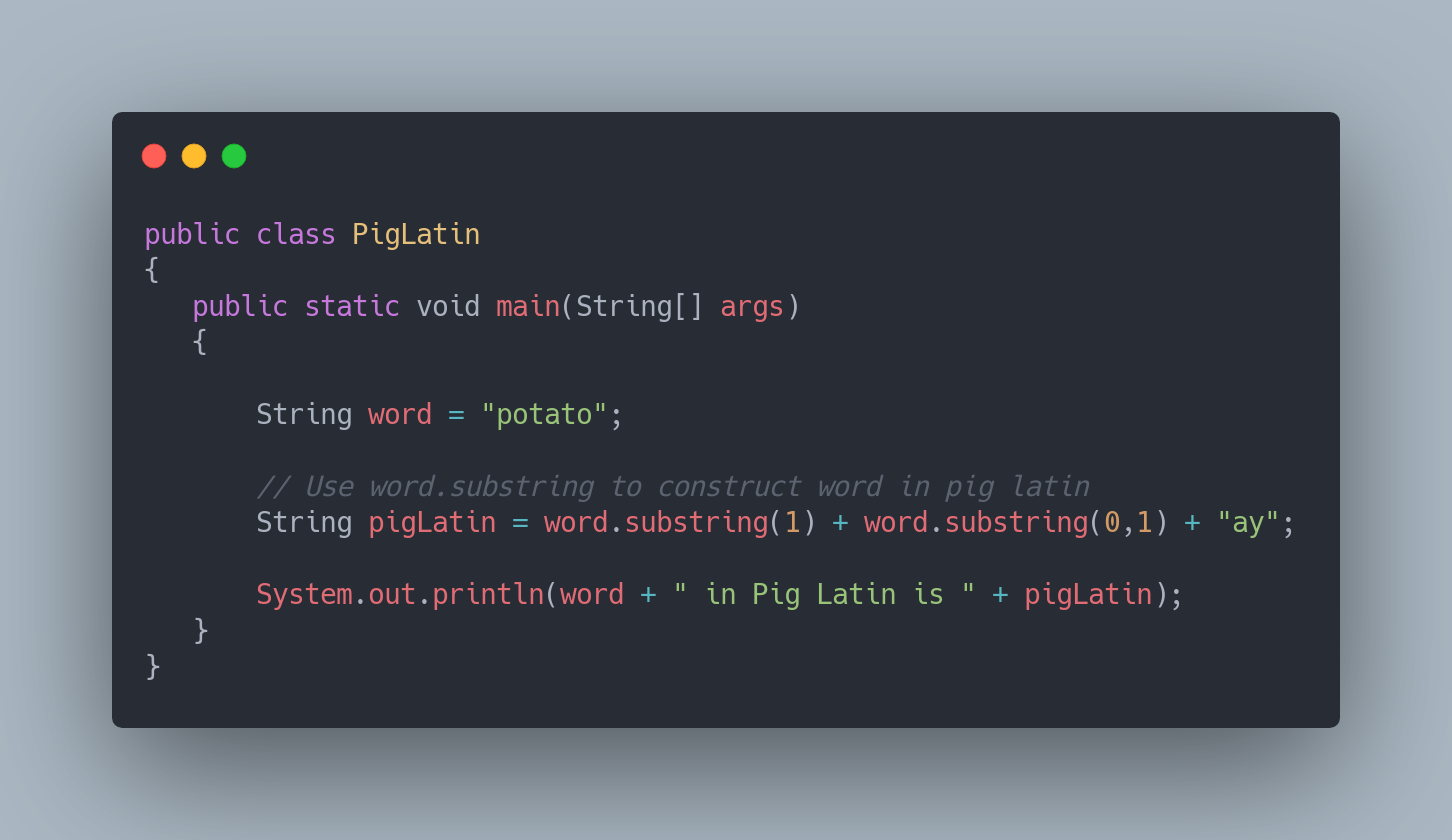 public class PigLatin
{
   public static void main(String[] args)
   {

       String word = "potato";

       // Use word.substring to construct word in pig latin
       String pigLatin = word.substring(1) + word.substring(0,1) + "ay";

       System.out.println(word + " in Pig Latin is " + pigLatin);
   }
}